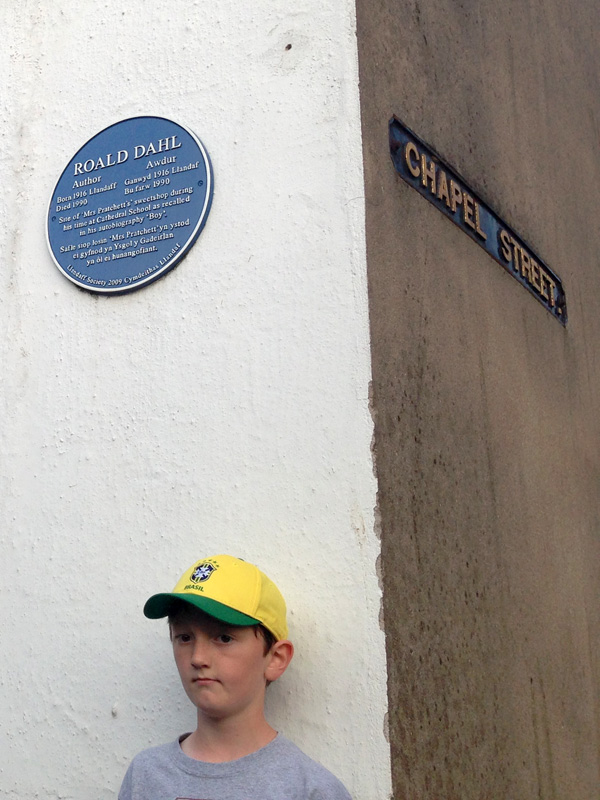 ROALD DAHL
Author Awdur
Born 1916 Llandaff Ganwyd 1916 Llandaf
Died 1990 Bu farw 1990
Site of 'Mrs Pratchett's' sweetshop during
his time at Cathedral School as recalled
in his autobiography "Boy".
Safle siop losin 'Mrs Pratchett' yn ystod
ei gyfnod yn Ysgol y Gadeirlan
yn ôl ei hunangofiant.
Llandaff Society 2009 Cymdeithas Llandaf
CHAPEL STREET
BRASIL